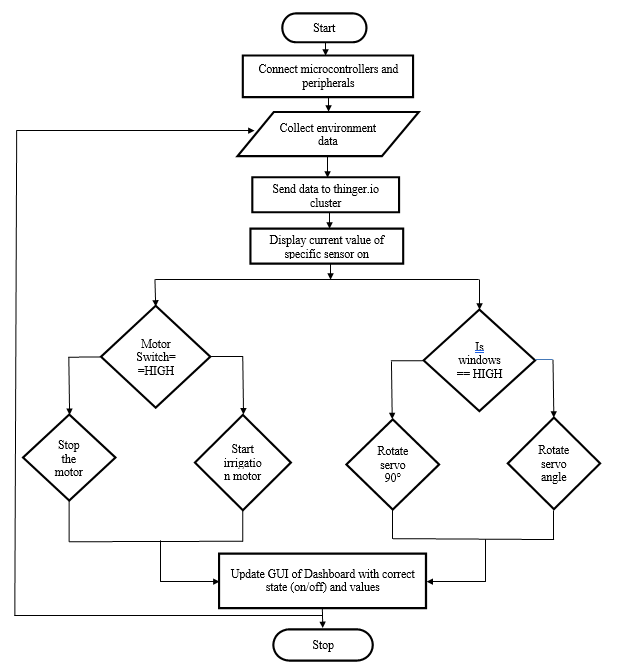 Start
Connect microcontrollers and
peripherals
Collect environment
data
Send data to thinger.io
cluster
Display current value of
specific sensor on
Motor
Switch=
=HIGH
Is
windows
== HIGH
Stop
the
motor
Start
irrigatio
n motor
Rotate
servo
90°
Rotate
servo
angle
Update GUI of Dashboard with correct
state (on/off) and values
Stop